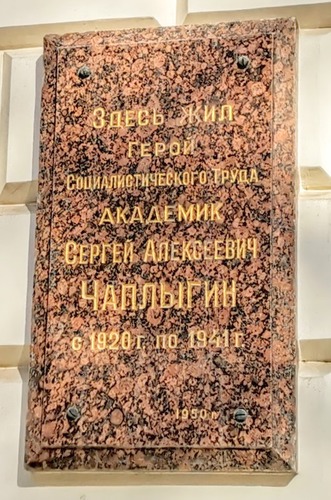 Здесь жил
Герой
Социалистического Труда
академик
Сергей Алексеевич
Чаплыгин
с 1920 г. по 1941 г.
1950 г.